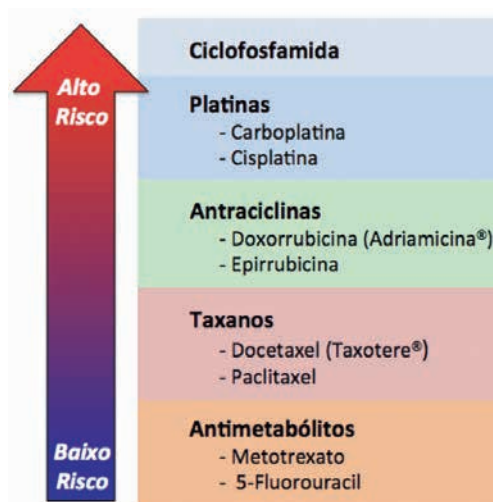 Alto
Risco
Ciclofosfamida
Platinas
- Carboplatina
- Cisplatina
Antraciclinas
- Doxorrubicina (Adriamicina®)
- Epirrubicina
Taxanos
- Docetaxel (Taxotere®)
- Paclitaxel
Antimetabólitos
- Metotrexato
- 5-Fluorouracil
Baixo
Risco